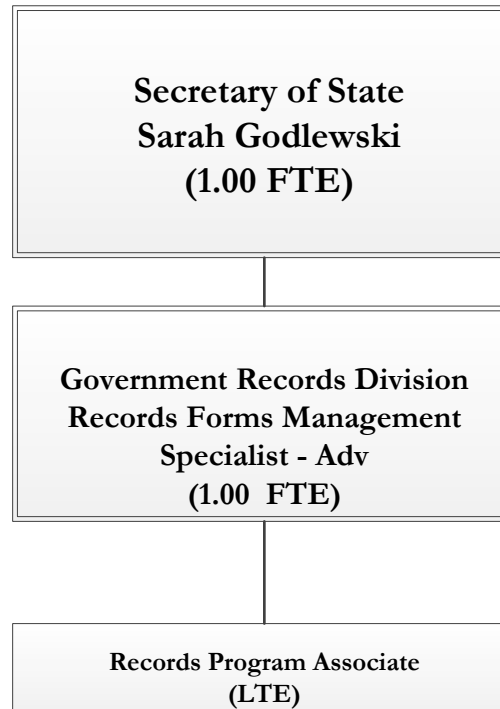 Secretary of State
Sarah Godlewski
(1.00 FTE)
Government Records Division
Records Forms Management
Specialist - Adv
(1.00 FTE)
Records Program Associate
(LTE)